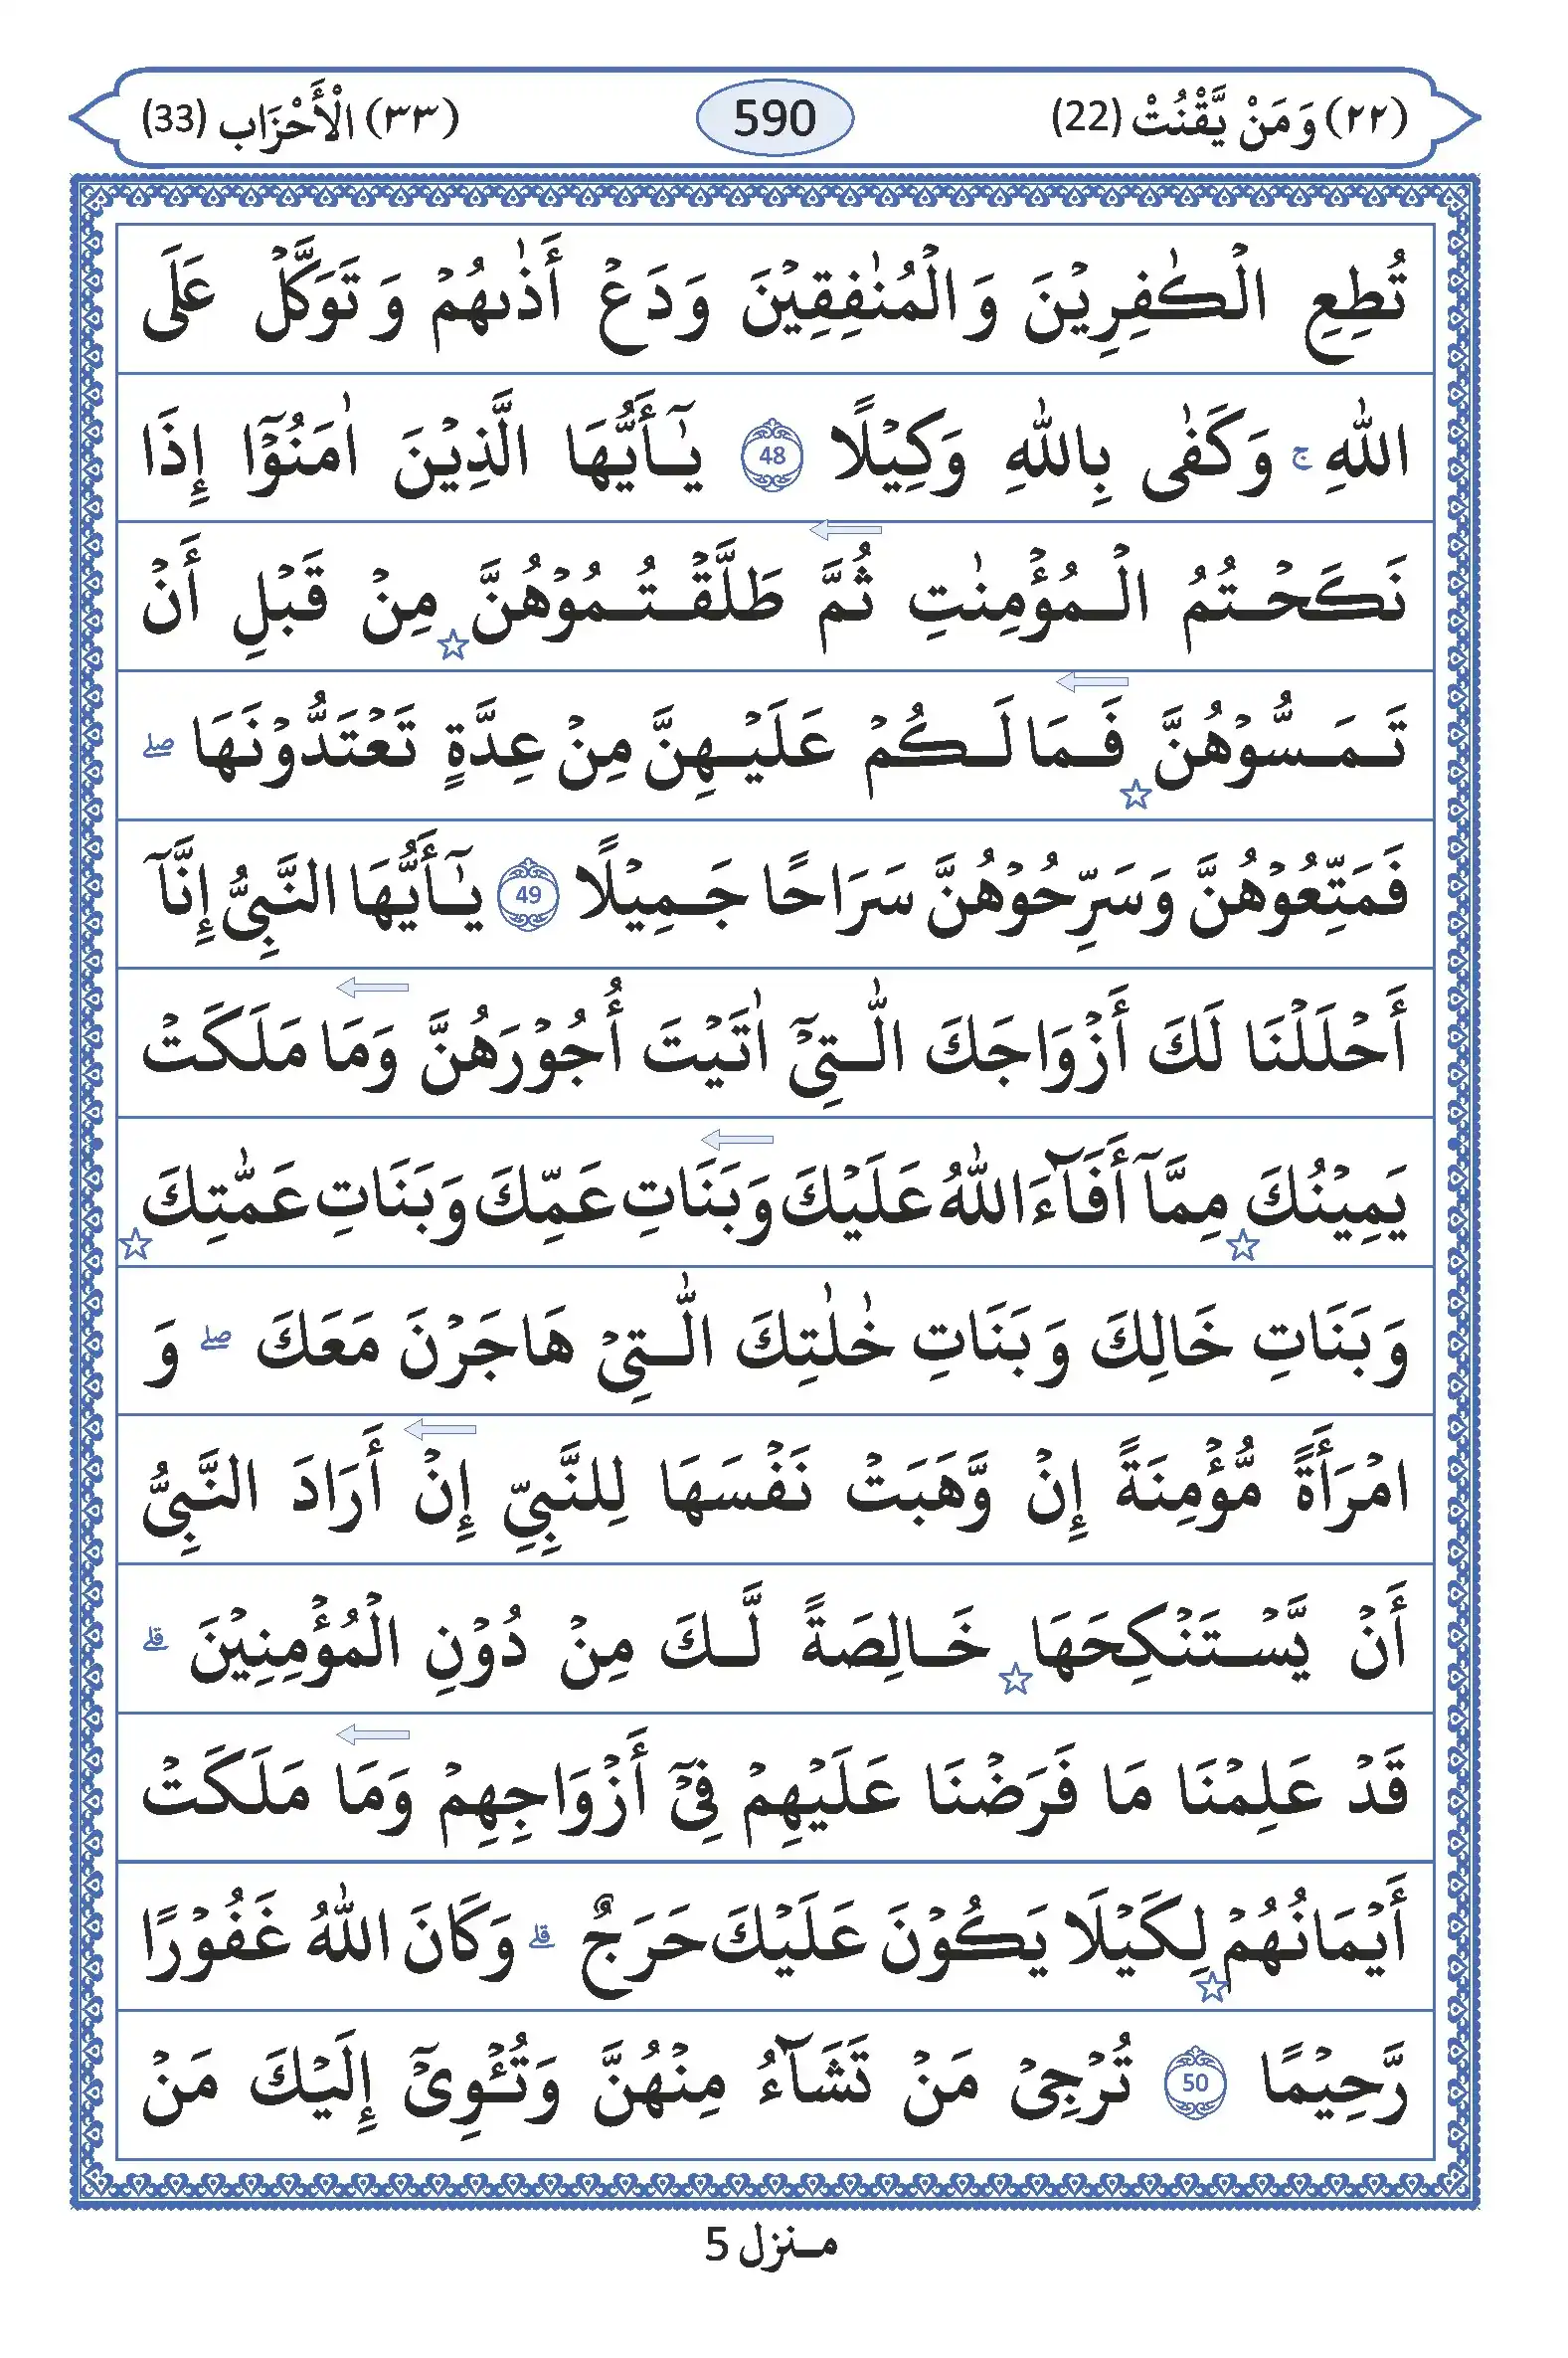 (٢٢) وَمَنْ يَّقْنُتْ (22) 590 (٣٣) الْأَحْزَاب (33)
تُطِعِ الْكٰفِرِيْنَ وَالْمُنٰفِقِيْنَ وَدَعْ أَذٰىهُمْ وَتَوَكَّلْ عَلَى
اللّٰهِ ۚ وَكَفٰى بِاللّٰهِ وَكِيْلًا 48 يٰٓأَيُّهَا الَّذِيْنَ اٰمَنُوْٓا إِذَا
نَكَحْتُمُ الْمُؤْمِنٰتِ ثُمَّ طَلَّقْتُمُوْهُنَّ ☆ مِنْ قَبْلِ أَنْ
تَمَسُّوْهُنَّ ☆ فَمَا لَكُمْ عَلَيْهِنَّ مِنْ عِدَّةٍ تَعْتَدُّوْنَهَا ۖ
فَمَتِّعُوْهُنَّ وَسَرِّحُوْهُنَّ سَرَاحًا جَمِيْلًا 49 يٰٓأَيُّهَا النَّبِيُّ إِنَّآ
أَحْلَلْنَا لَكَ أَزْوَاجَكَ الّٰتِيْٓ اٰتَيْتَ أُجُوْرَهُنَّ وَمَا مَلَكَتْ
يَمِيْنُكَ ☆ مِمَّآ أَفَآءَ اللّٰهُ عَلَيْكَ وَبَنَاتِ عَمِّكَ وَبَنَاتِ عَمّٰتِكَ ☆
وَبَنَاتِ خَالِكَ وَبَنَاتِ خٰلٰتِكَ الّٰتِيْ هَاجَرْنَ مَعَكَ ۖ وَ
امْرَأَةً مُّؤْمِنَةً إِنْ وَّهَبَتْ نَفْسَهَا لِلنَّبِيِّ إِنْ أَرَادَ النَّبِيُّ
أَنْ يَّسْتَنْكِحَهَا ☆ خَالِصَةً لَّكَ مِنْ دُوْنِ الْمُؤْمِنِيْنَ ۗ
قَدْ عَلِمْنَا مَا فَرَضْنَا عَلَيْهِمْ فِيْٓ أَزْوَاجِهِمْ وَمَا مَلَكَتْ
أَيْمَانُهُمْ ☆ لِكَيْلَا يَكُوْنَ عَلَيْكَ حَرَجٌ ۗ وَكَانَ اللّٰهُ غَفُوْرًا
رَّحِيْمًا 50 تُرْجِيْ مَنْ تَشَآءُ مِنْهُنَّ وَتُـْٔوِيْٓ إِلَيْكَ مَنْ
منزل 5